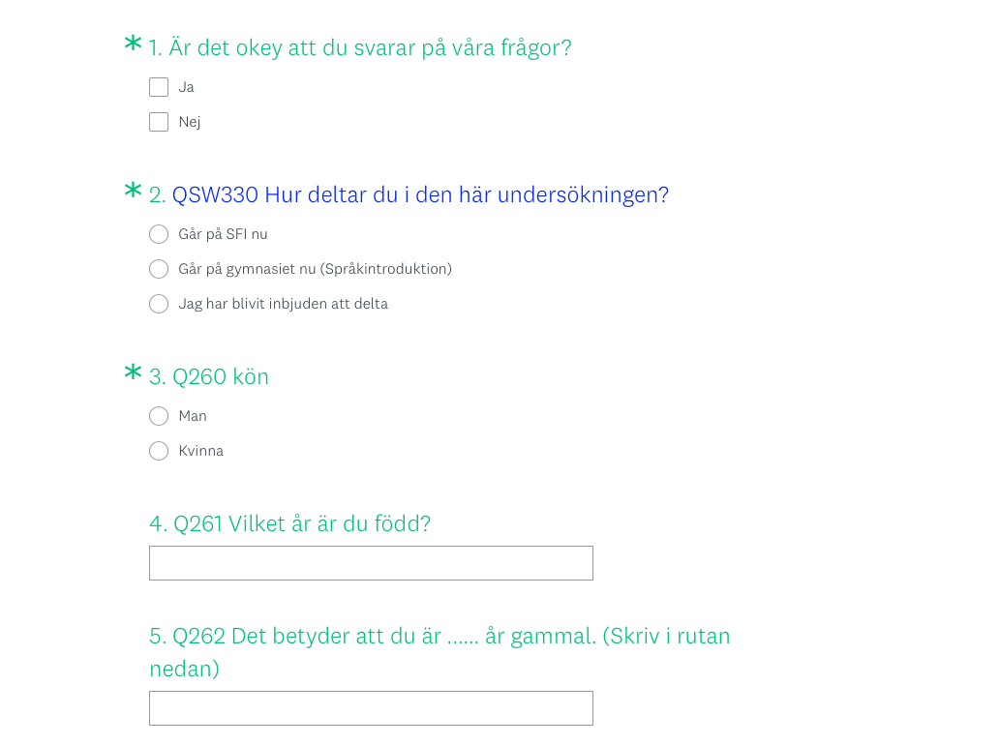 * 1. Är det okey att du svarar på våra frågor?
Ja
Nej
* 2. QSW330 Hur deltar du i den här undersökningen?
Går på SFI nu
Går på gymnasiet nu (Språkintroduktion)
Jag har blivit inbjuden att delta
* 3. Q260 kön
Man
Kvinna
4. Q261 Vilket år är du född?
5. Q262 Det betyder att du är ...... år gammal. (Skriv i rutan
nedan)